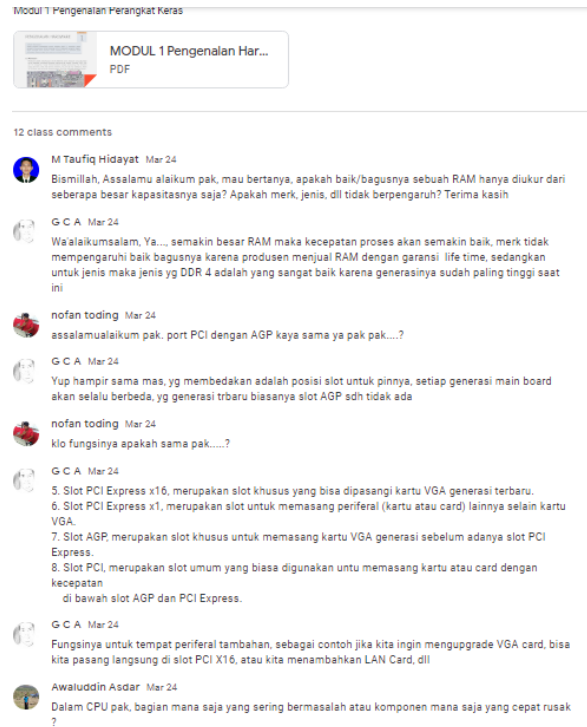 Modul 1 Pengenalan Perangkat Keras
MODUL 1 Pengenalan Har...
PDF
12 class comments
M Taufiq Hidayat Mar 24
Bismillah, Assalamu alaikum pak, mau bertanya, apakah baik/bagusnya sebuah RAM hanya diukur dari
seberapa besar kapasitasnya saja? Apakah merk, jenis, dll tidak berpengaruh? Terima kasih
G C A Mar 24
Wa'alaikumsalam, Ya..., semakin besar RAM maka kecepatan proses akan semakin baik, merk tidak
mempengaruhi baik bagusnya karena produsen menjual RAM dengan garansi life time, sedangkan
untuk jenis maka jenis yg DDR 4 adalah yang sangat baik karena generasinya sudah paling tinggi saat
ini
nofan toding Mar 24
assalamualaikum pak. port PCI dengan AGP kaya sama ya pak pak....?
G C A Mar 24
Yup hampir sama mas, yg membedakan adalah posisi slot untuk pinnya, setiap generasi main board
akan selalu berbeda, yg generasi trbaru biasanya slot AGP sdh tidak ada
nofan toding Mar 24
klo fungsinya apakah sama pak.....?
G C A Mar 24
5. Slot PCI Express x16, merupakan slot khusus yang bisa dipasangi kartu VGA generasi terbaru.
6. Slot PCI Express x1, merupakan slot untuk memasang periferal (kartu atau card) lainnya selain kartu
VGA.
7. Slot AGP, merupakan slot khusus untuk memasang kartu VGA generasi sebelum adanya slot PCI
Express.
8. Slot PCI, merupakan slot umum yang biasa digunakan untu memasang kartu atau card dengan
kecepatan
di bawah slot AGP dan PCI Express.
G C A Mar 24
Fungsinya untuk tempat periferal tambahan, sebagai contoh jika kita ingin mengupgrade VGA card, bisa
kita pasang langsung di slot PCI X16, atau kita menambahkan LAN Card, dll
Awaluddin Asdar Mar 24
Dalam CPU pak, bagian mana saja yang sering bermasalah atau komponen mana saja yang cepat rusak
?